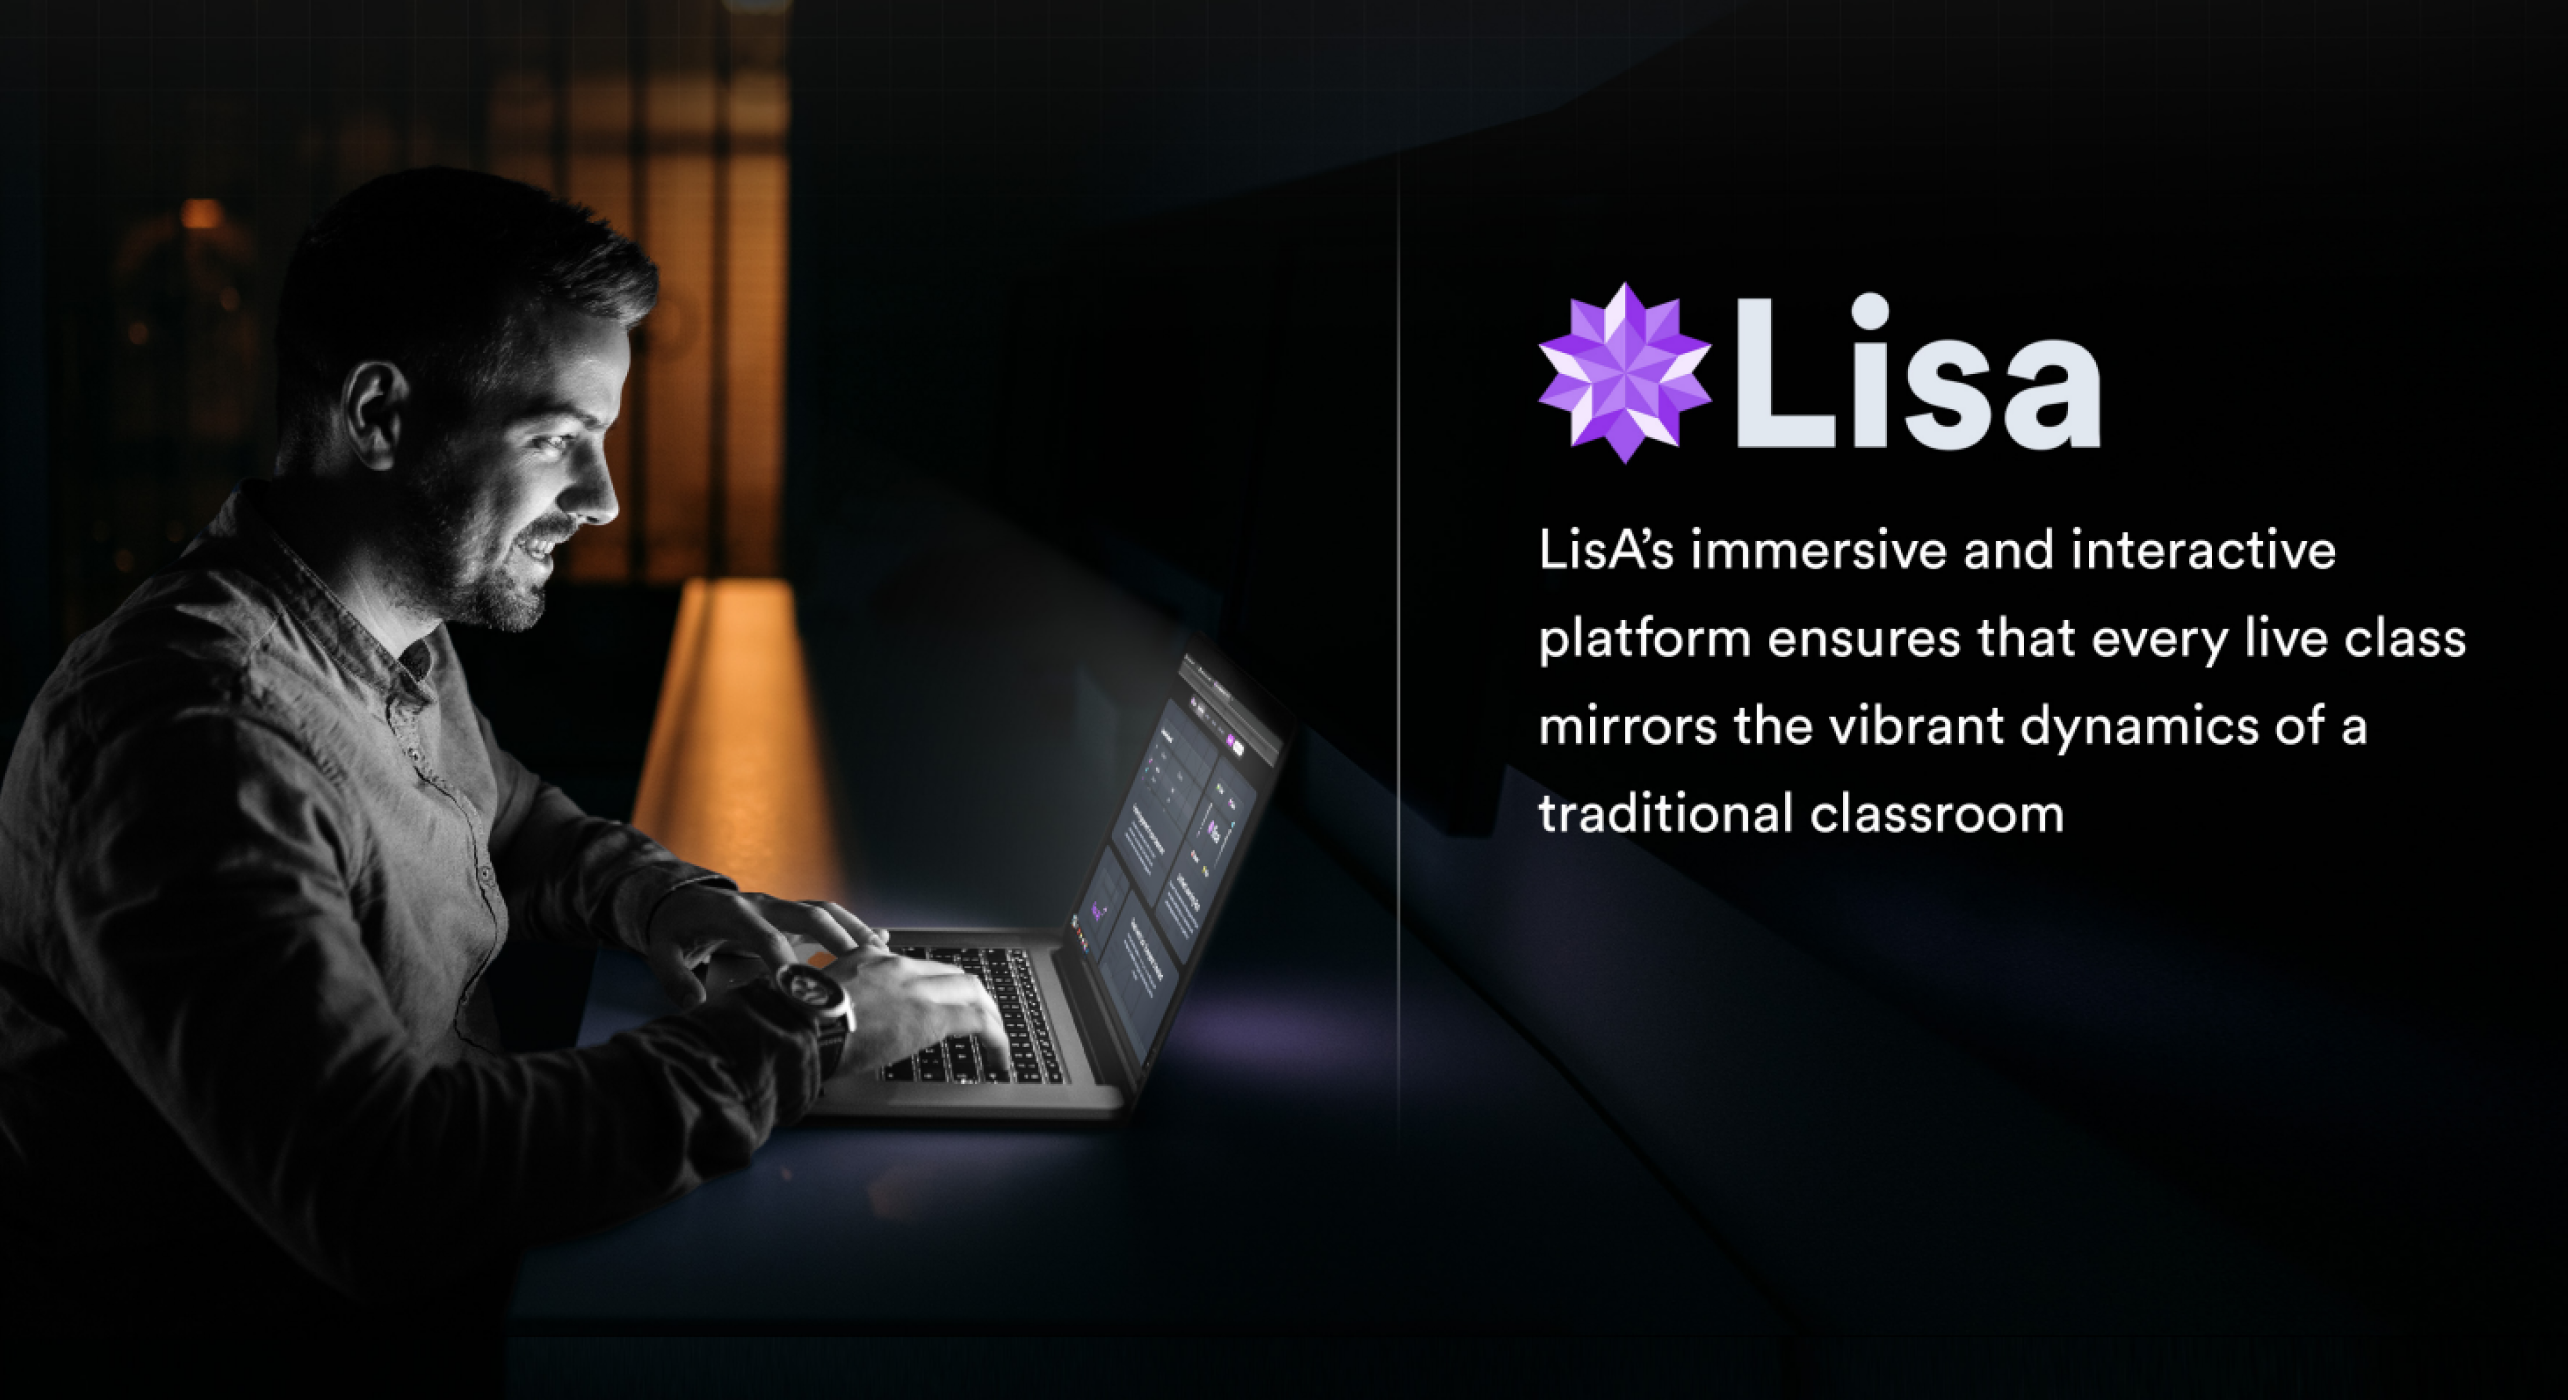 Lisa
LisA’s immersive and interactive
platform ensures that every live class
mirrors the vibrant dynamics of a
traditional classroom